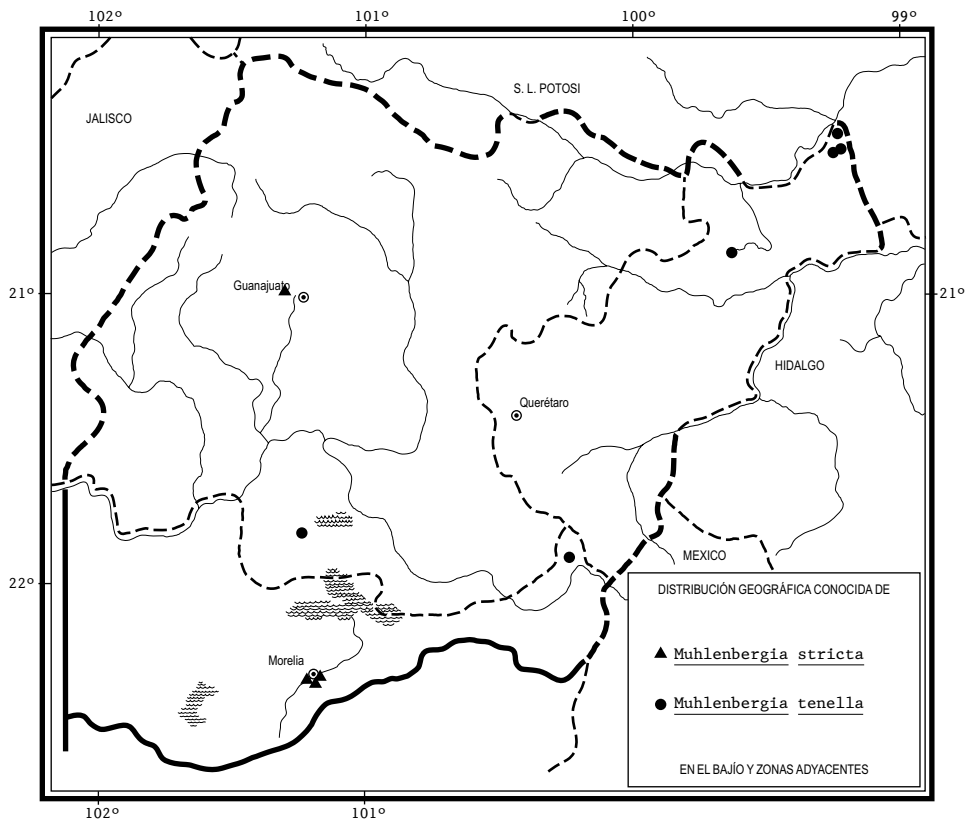 102º 101º 100º 99º
S. L. POTOSI
JALISCO
Guanajuato
21º 21º
HIDALGO
Querétaro
MEXICO
22º
DISTRIBUCIÓN GEOGRÁFICA CONOCIDA DE
Muhlenbergia stricta
Morelia
Muhlenbergia tenella
EN EL BAJÍO Y ZONAS ADYACENTES
102º 101º